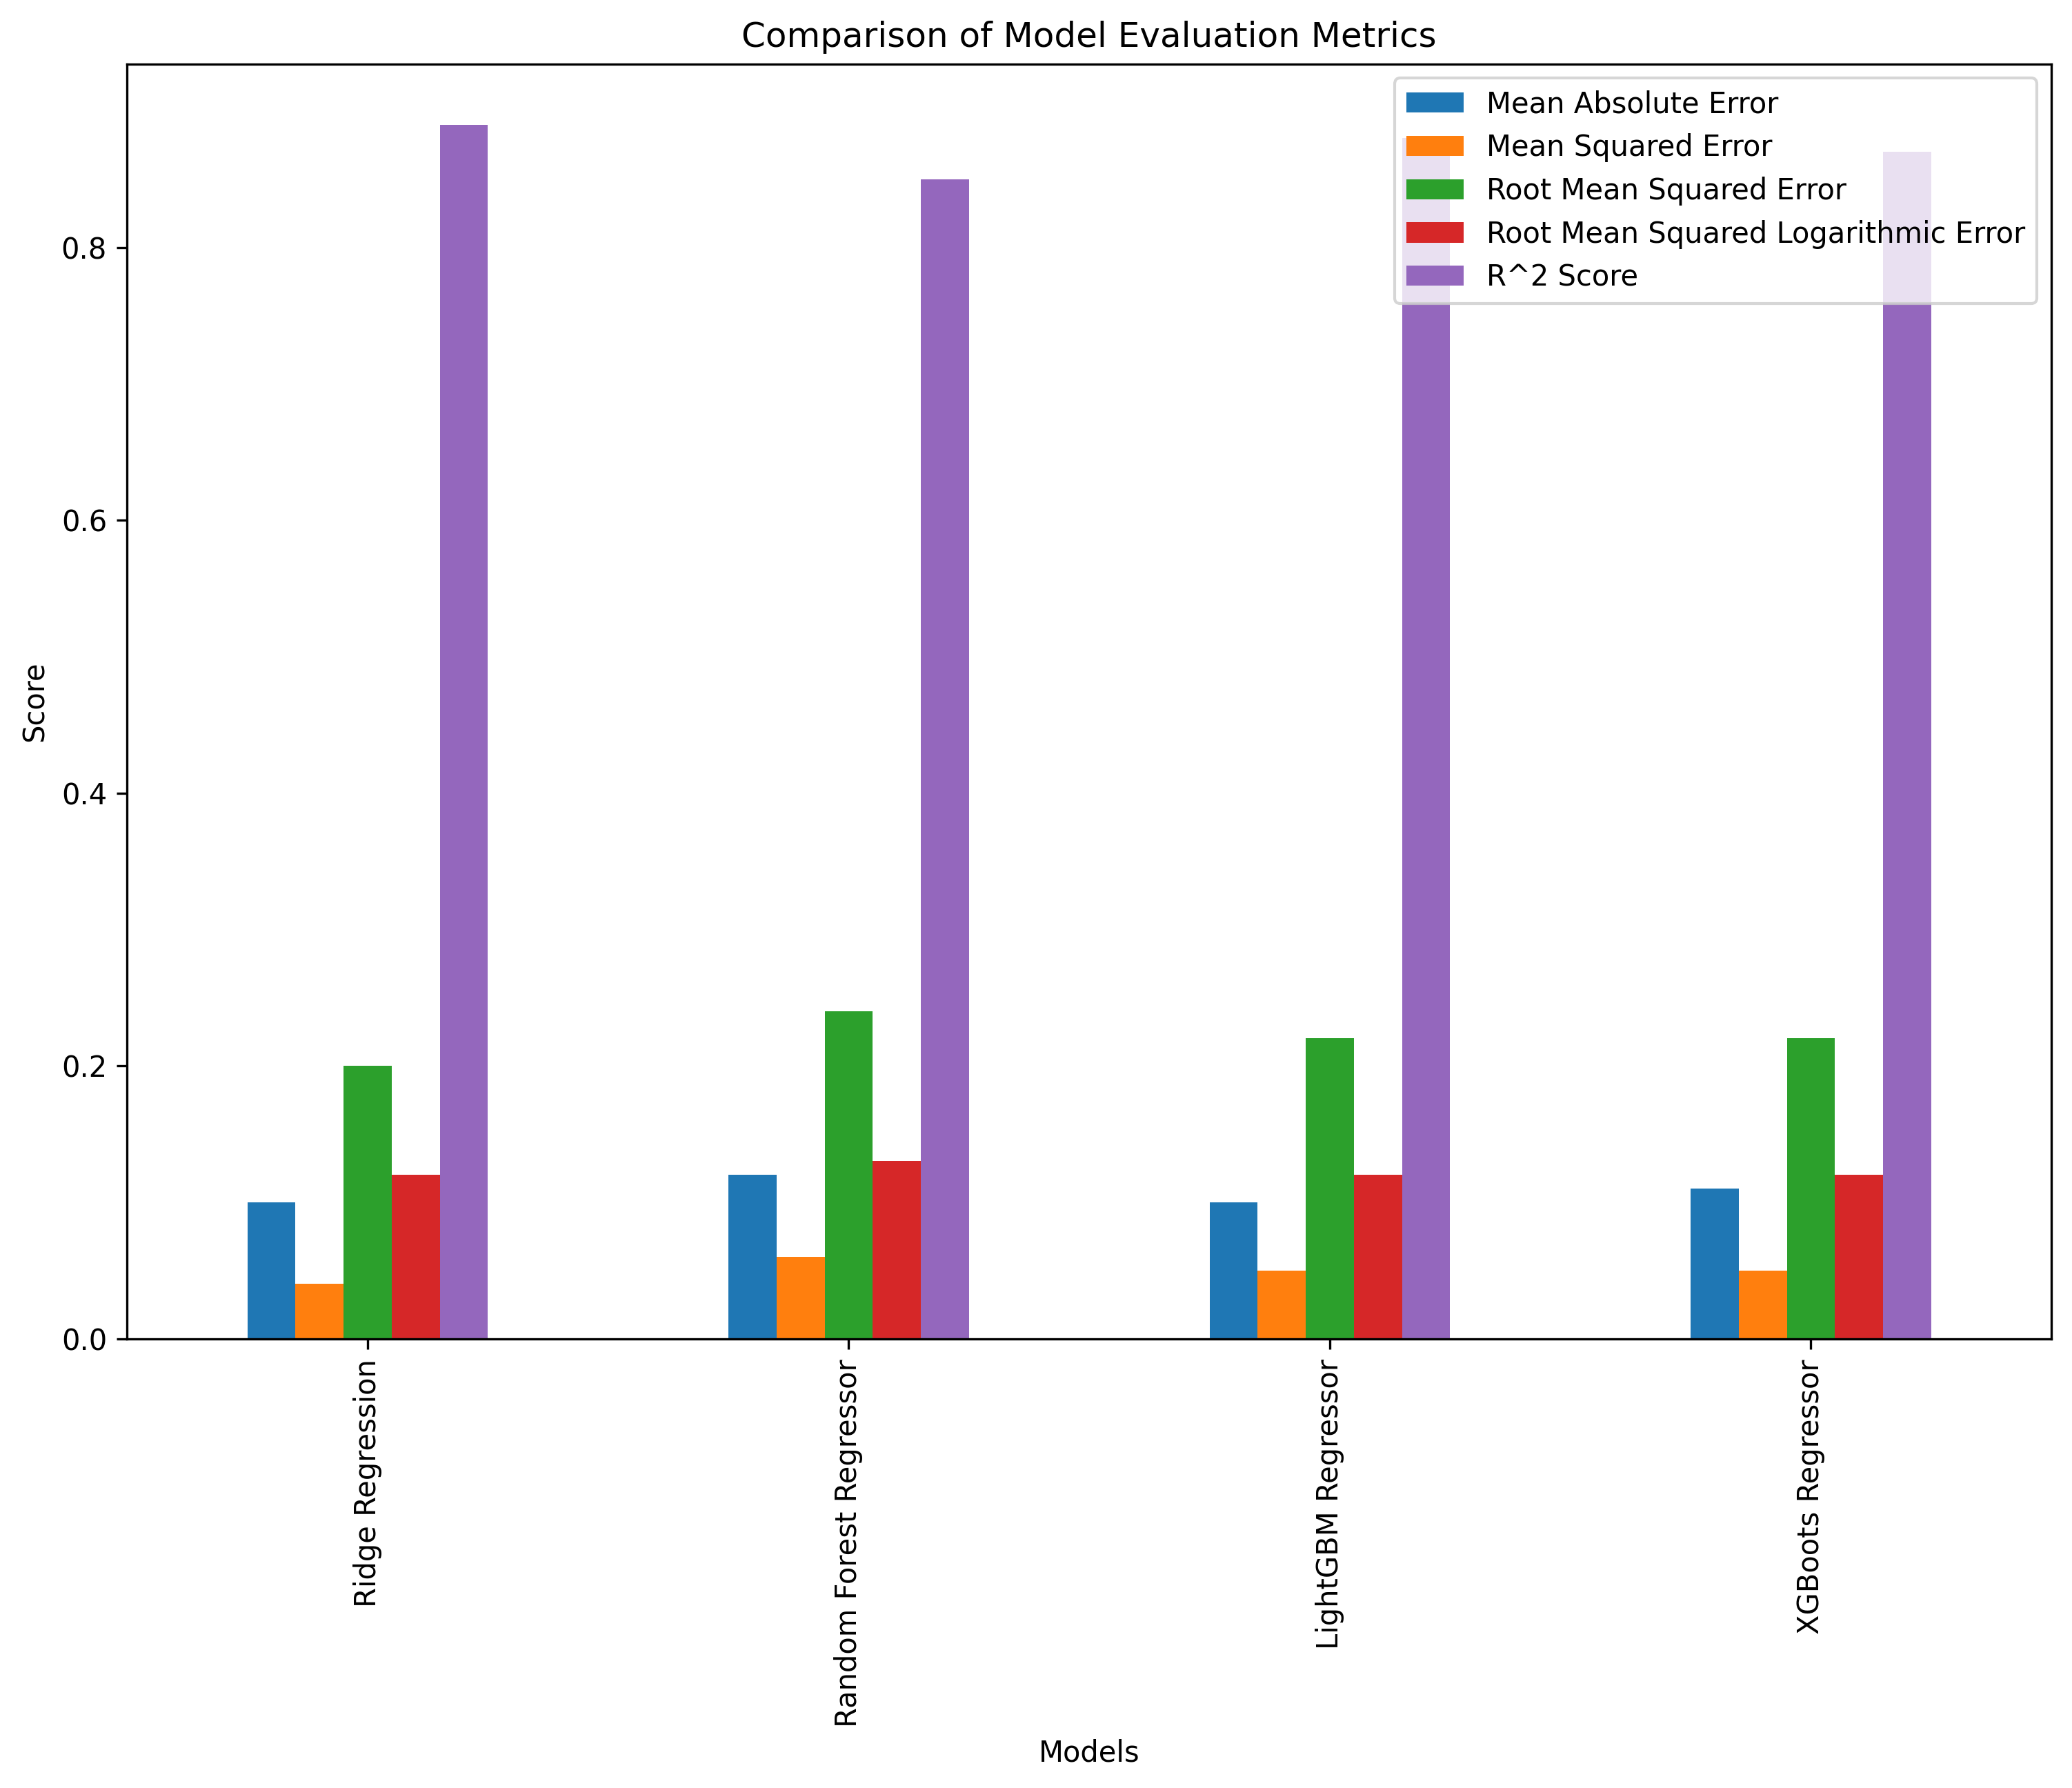 Comparison of Model Evaluation Metrics
Mean Absolute Error
Mean Squared Error
Root Mean Squared Error
Root Mean Squared Logarithmic Error
R^2 Score
Score
0.8
0.6
0.4
0.2
0.0
Ridge Regression
Random Forest Regressor
LightGBM Regressor
XGBoots Regressor
Models